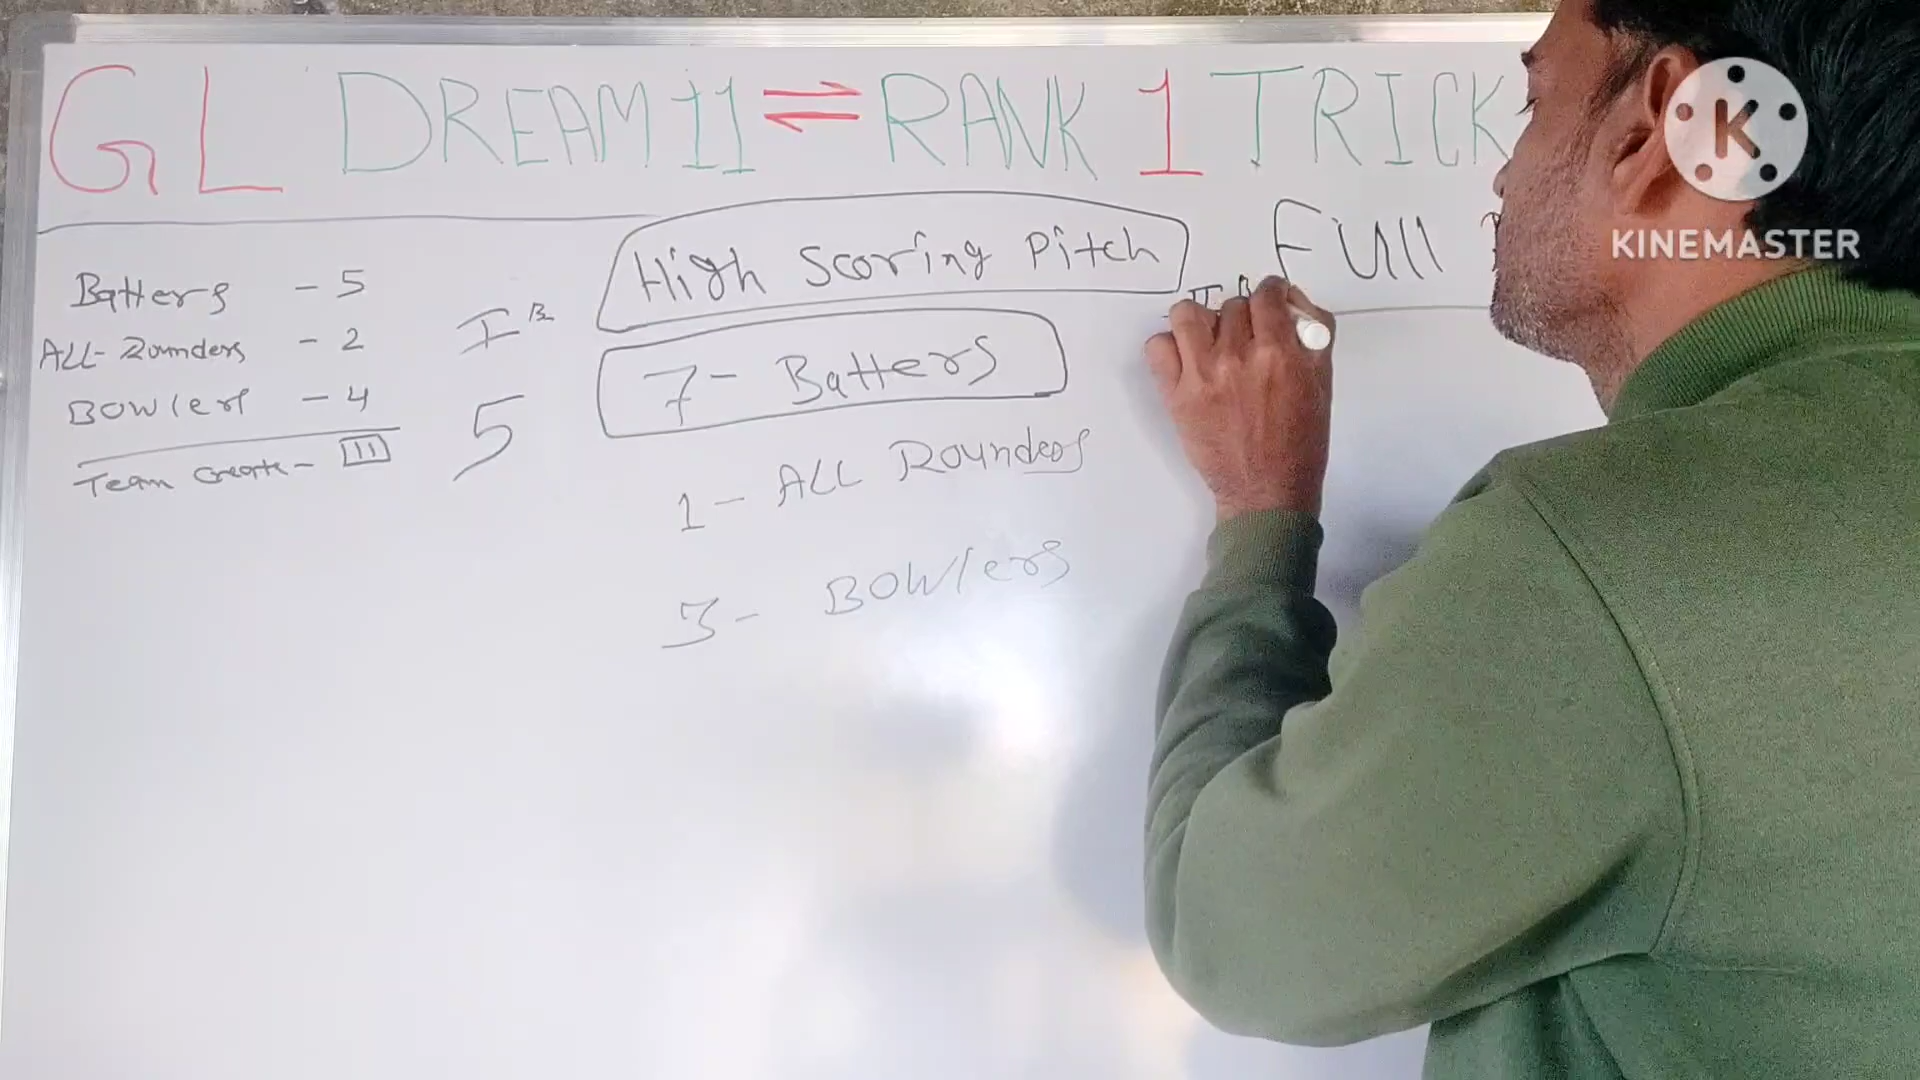 GL DREAM 11 ⇌ RANK 1 TRICK
Batters - 5
ALL-Rounders - 2
BOWlers - 4
Team Create - 11
I B
5
High Scoring Pitch
7 - Batters
1 - ALL Rounders
3 - BOWlers
FUll
K
KINEMASTER